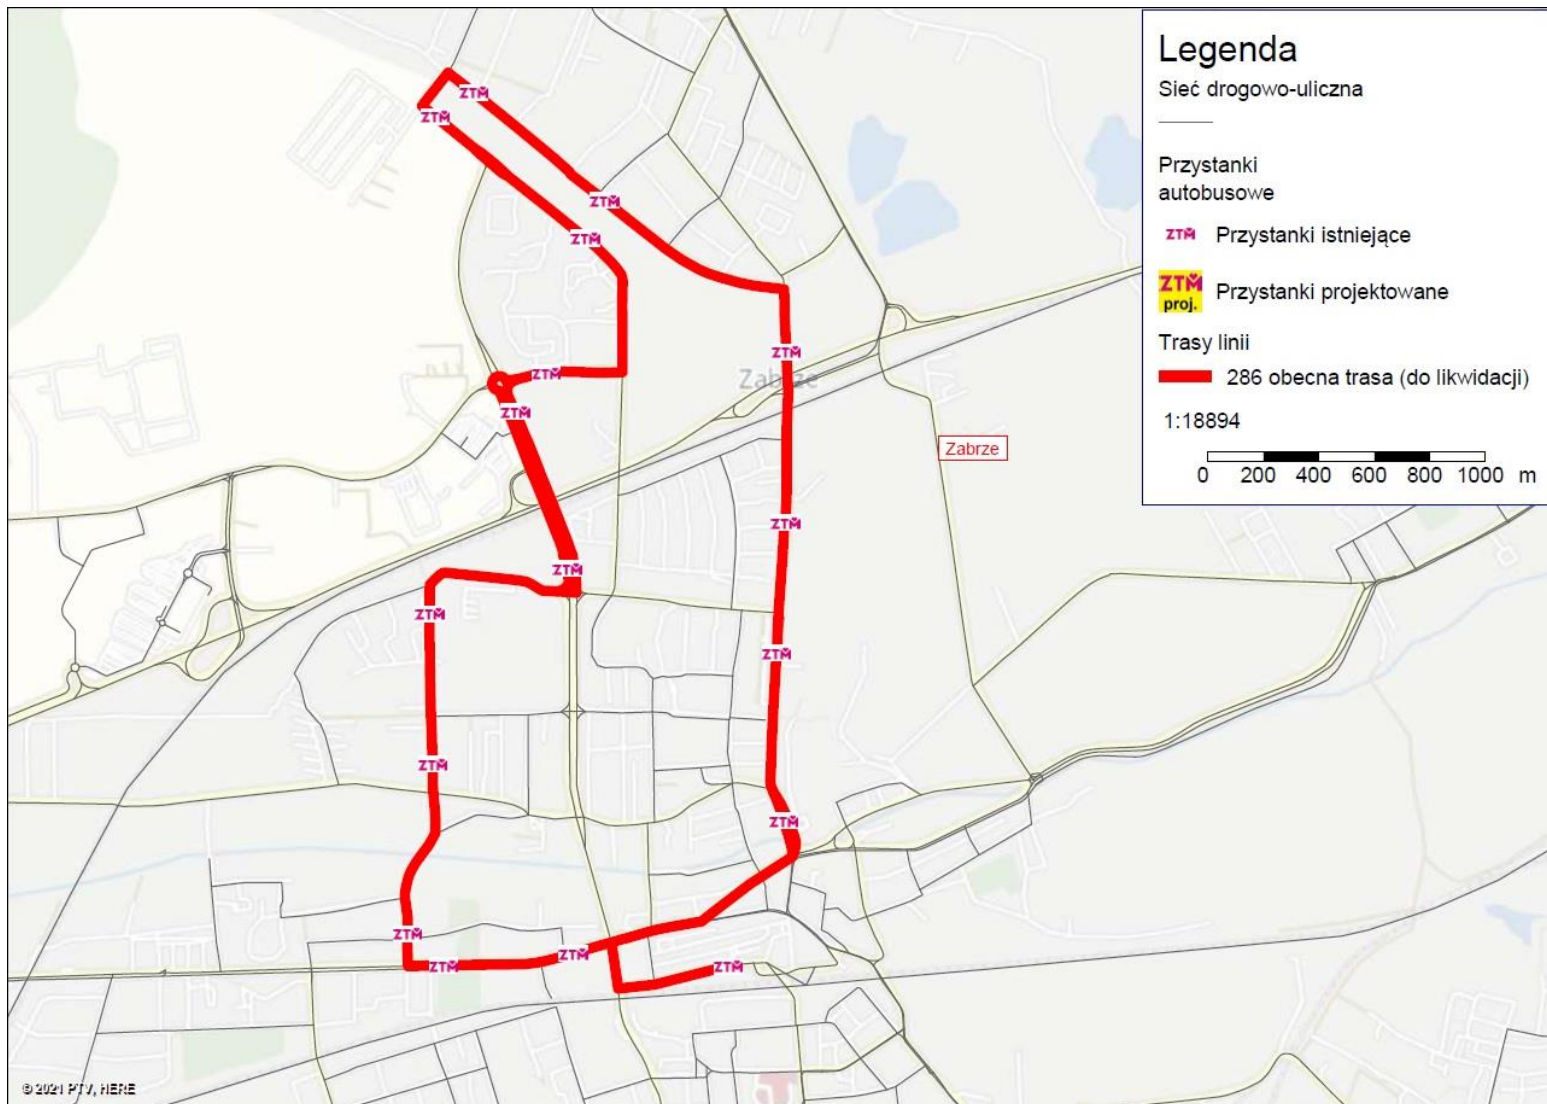 Legenda
Sieć drogowo-uliczna
Przystanki
autobusowe
ZTM Przystanki istniejące
ZTM
proj. Przystanki projektowane
Trasy linii
286 obecna trasa (do likwidacji)
1:18894
0 200 400 600 800 1000 m
ZTM
ZTM
ZTM
ZTM
ZTM
Zabrze
ZTM
ZTM
Zabrze
ZTM
ZTM
ZTM
ZTM
ZTM
ZTM
ZTM
ZTM
ZTM
ZTM
© 2021 PTV, HERE